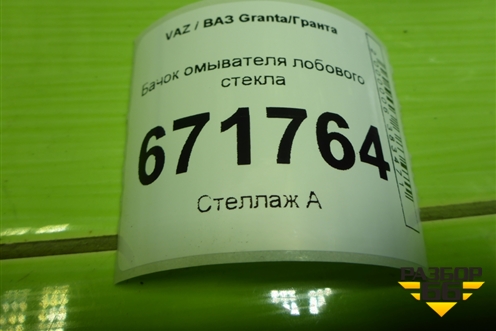 VAZ / ВАЗ Granta/Гранта
Бачок омывателя лобового
стекла
671764
Стеллаж А
РАЗБОР